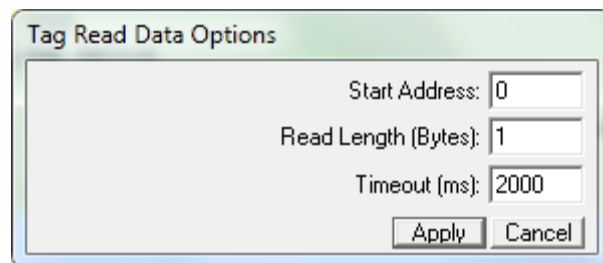 Tag Read Data Options
Start Address: 0
Read Length (Bytes): 1
Timeout (ms): 2000
Apply Cancel